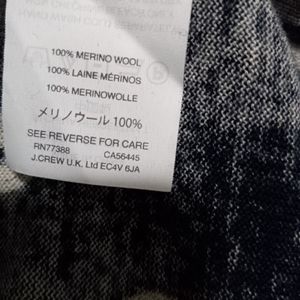 100% MERINO WOOL
100% LAINE MÉRINOS
100% MERINOWOLLE
メリノウール 100%
SEE REVERSE FOR CARE
RN77388 CA56445
J.CREW U.K. Ltd EC4V 6JA